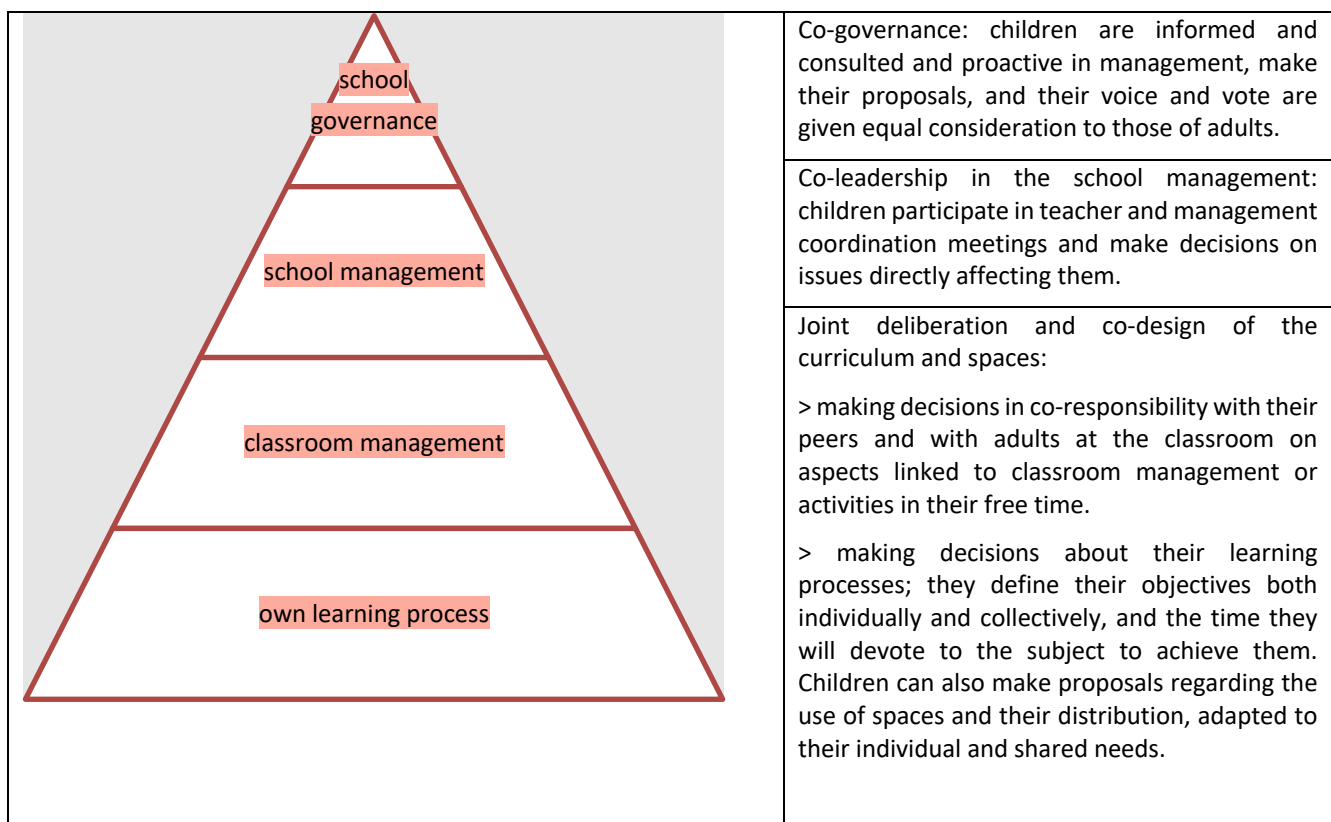 school
governance
school management
classroom management
own learning process
Co-governance: children are informed and
consulted and proactive in management, make
their proposals, and their voice and vote are
given equal consideration to those of adults.
Co-leadership in the school management:
children participate in teacher and management
coordination meetings and make decisions on
issues directly affecting them.
Joint deliberation and co-design of the
curriculum and spaces:
> making decisions in co-responsibility with their
peers and with adults at the classroom on
aspects linked to classroom management or
activities in their free time.
> making decisions about their learning
processes; they define their objectives both
individually and collectively, and the time they
will devote to the subject to achieve them.
Children can also make proposals regarding the
use of spaces and their distribution, adapted to
their individual and shared needs.